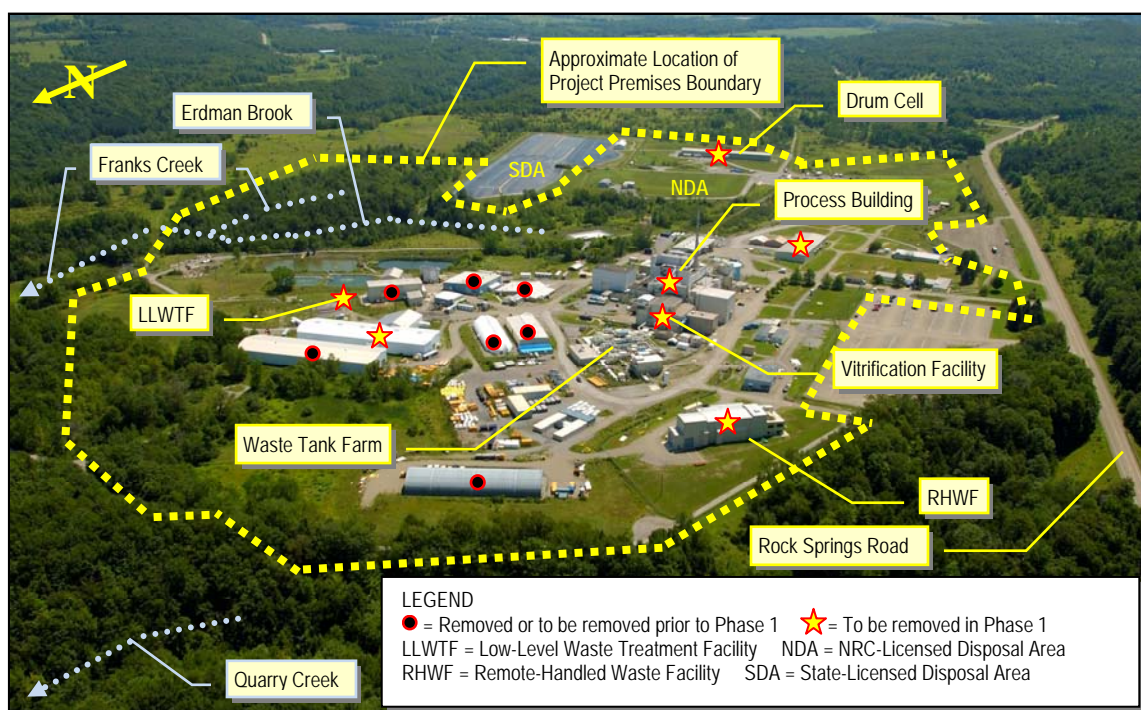 N
Approximate Location of
Project Premises Boundary
Drum Cell
Erdman Brook
Franks Creek
SDA
NDA
Process Building
LLWTF
Vitrification Facility
Waste Tank Farm
RHWF
Rock Springs Road
Quarry Creek
LEGEND
= Removed or to be removed prior to Phase 1 = To be removed in Phase 1
LLWTF = Low-Level Waste Treatment Facility NDA = NRC-Licensed Disposal Area
RHWF = Remote-Handled Waste Facility SDA = State-Licensed Disposal Area